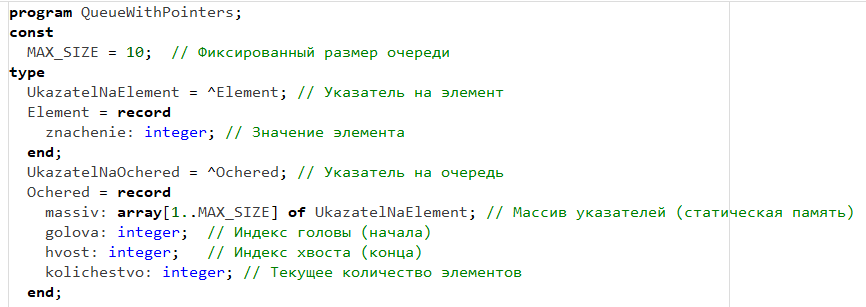 program QueueWithPointers;
const
  MAX_SIZE = 10;  // Фиксированный размер очереди
type
  UkazatelNaElement = ^Element; // Указатель на элемент
  Element = record
    znachenie: integer; // Значение элемента
  end;
  UkazatelNaOchered = ^Ochered; // Указатель на очередь
  Ochered = record
    massiv: array[1..MAX_SIZE] of UkazatelNaElement; // Массив указателей (статическая память)
    golova: integer;  // Индекс головы (начала)
    hvost: integer;   // Индекс хвоста (конца)
    kolichestvo: integer; // Текущее количество элементов
  end;